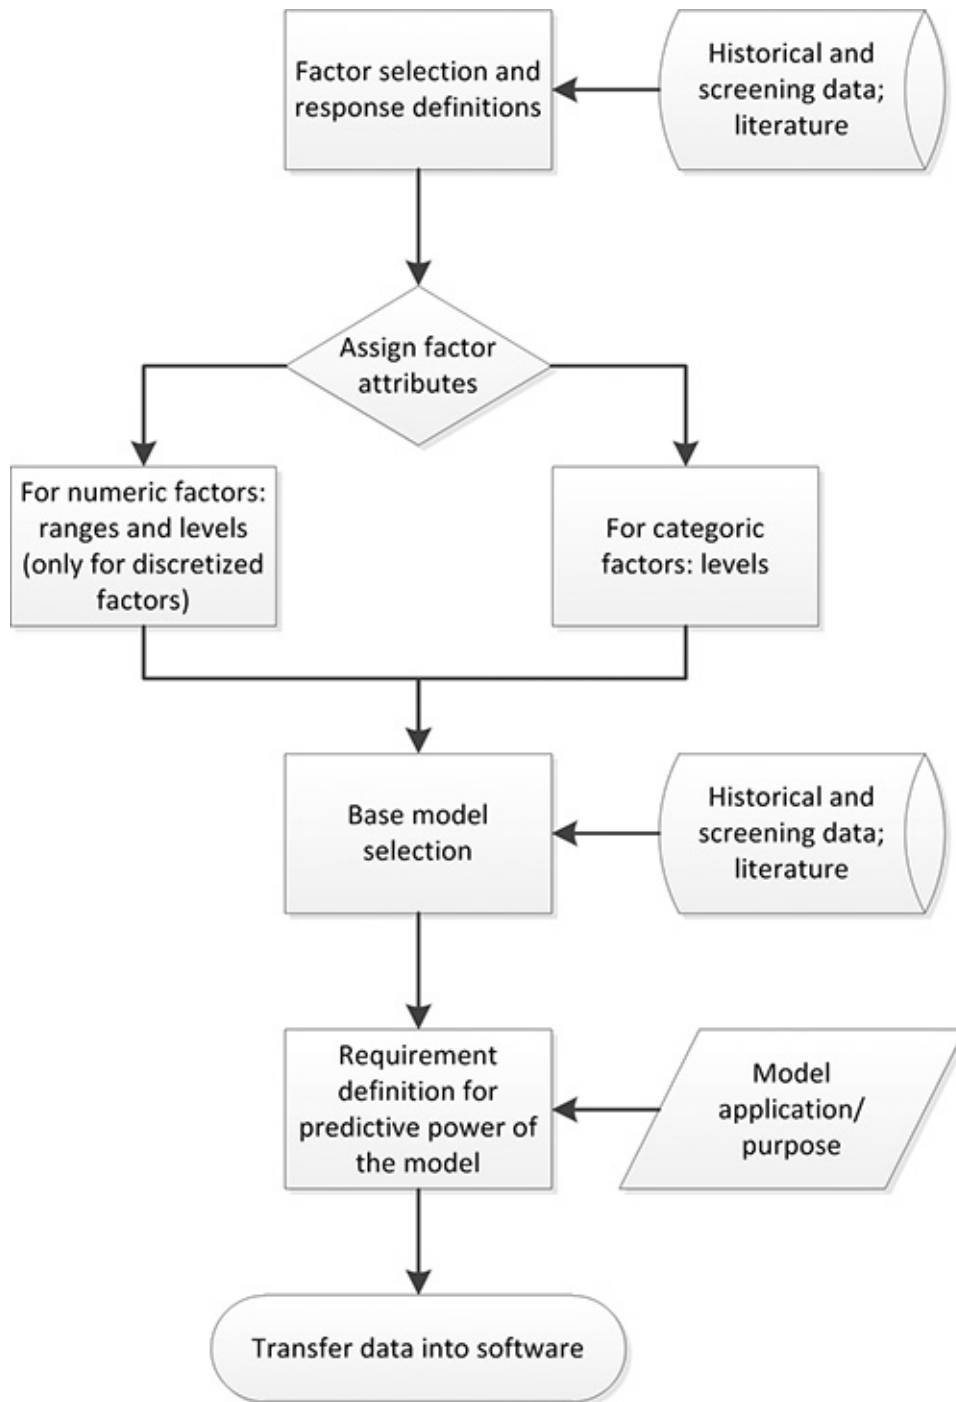 Factor selection and
response definitions
Historical and
screening data;
literature
Assign factor
attributes
For numeric factors:
ranges and levels
(only for discretized
factors)
For categoric
factors: levels
Base model
selection
Historical and
screening data;
literature
Requirement
definition for
predictive power of
the model
Model
application/
purpose
Transfer data into software